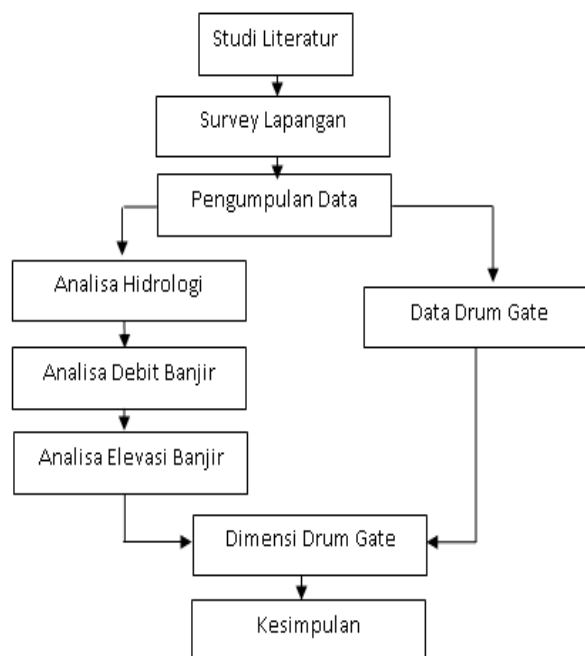 Studi Literatur
Survey Lapangan
Pengumpulan Data
Analisa Hidrologi
Data Drum Gate
Analisa Debit Banjir
Analisa Elevasi Banjir
Dimensi Drum Gate
Kesimpulan